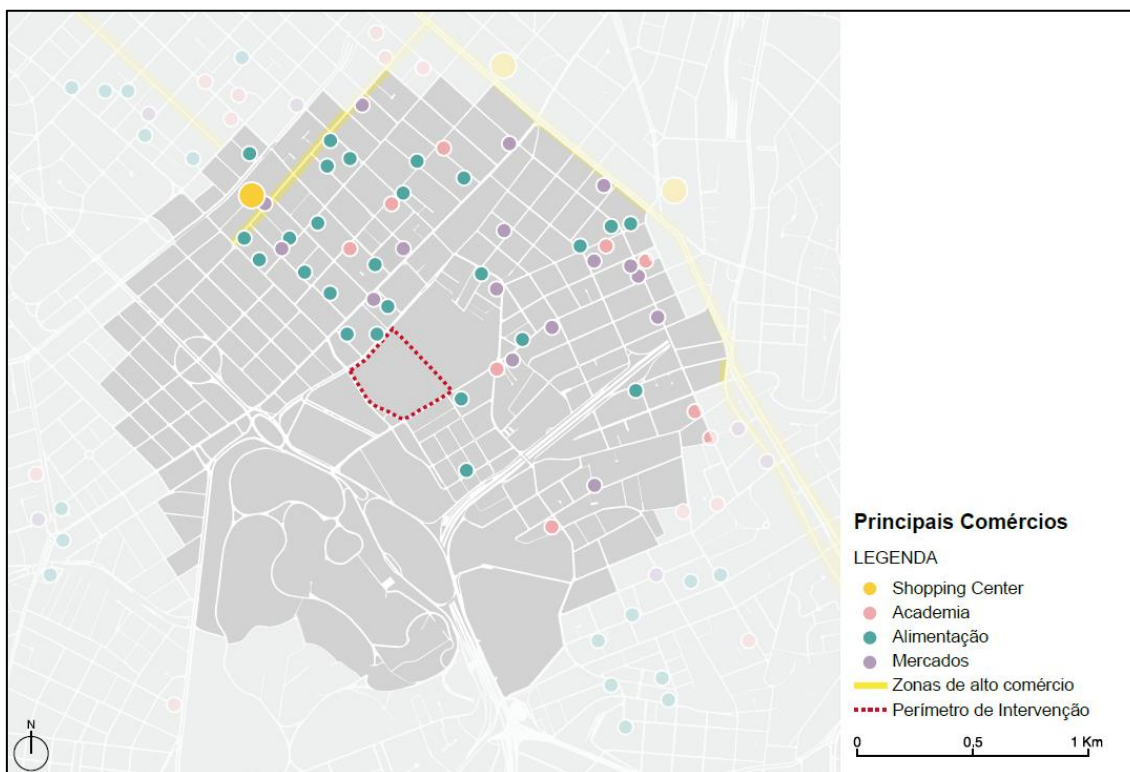 Principais Comércios
LEGENDA
Shopping Center
Academia
Alimentação
Mercados
Zonas de alto comércio
Perímetro de Intervenção
N
0 0,5 1 Km